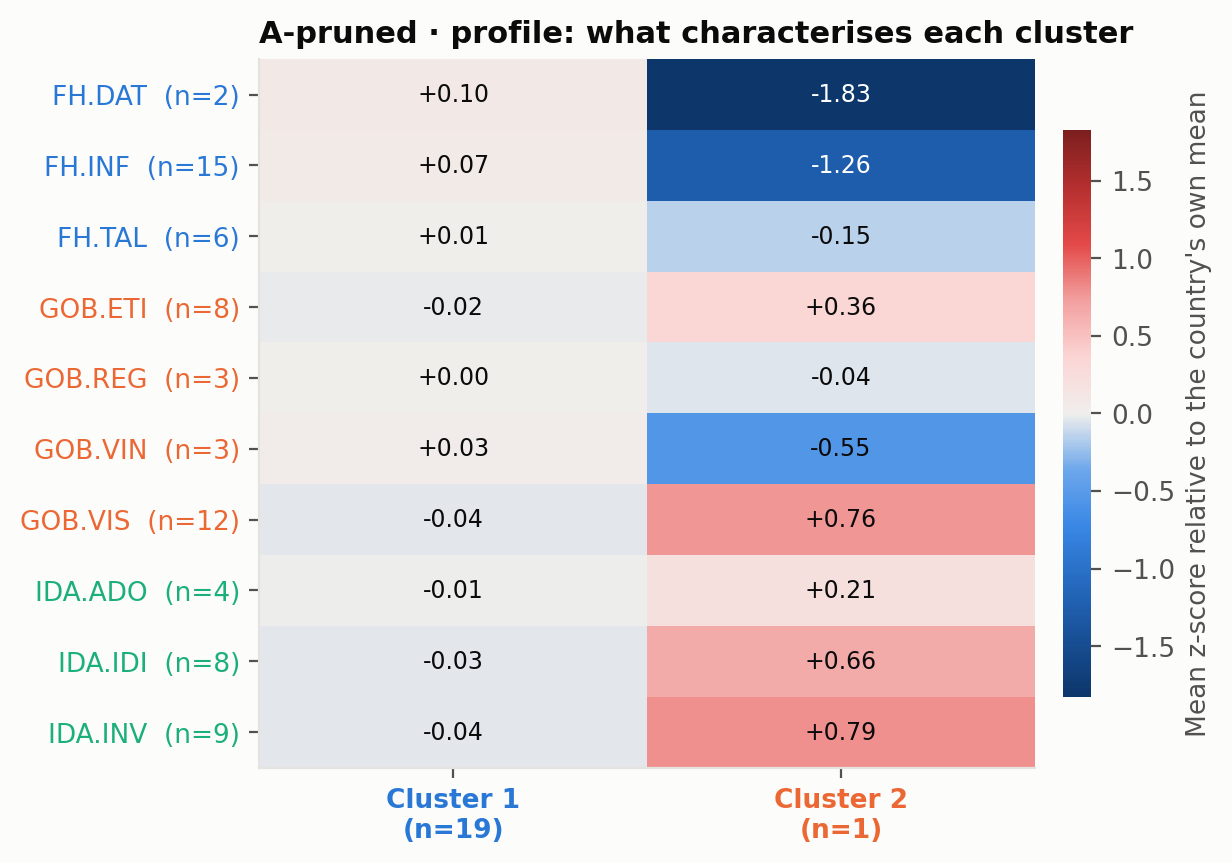 A-pruned · profile: what characterises each cluster
FH.DAT (n=2) +0.10 -1.83
FH.INF (n=15) +0.07 -1.26
FH.TAL (n=6) +0.01 -0.15
GOB.ETI (n=8) -0.02 +0.36
GOB.REG (n=3) +0.00 -0.04
GOB.VIN (n=3) +0.03 -0.55
GOB.VIS (n=12) -0.04 +0.76
IDA.ADO (n=4) -0.01 +0.21
IDA.IDI (n=8) -0.03 +0.66
IDA.INV (n=9) -0.04 +0.79
Cluster 1 Cluster 2
(n=19) (n=1)
1.5
1.0
0.5
0.0
−0.5
−1.0
−1.5
Mean z-score relative to the country's own mean